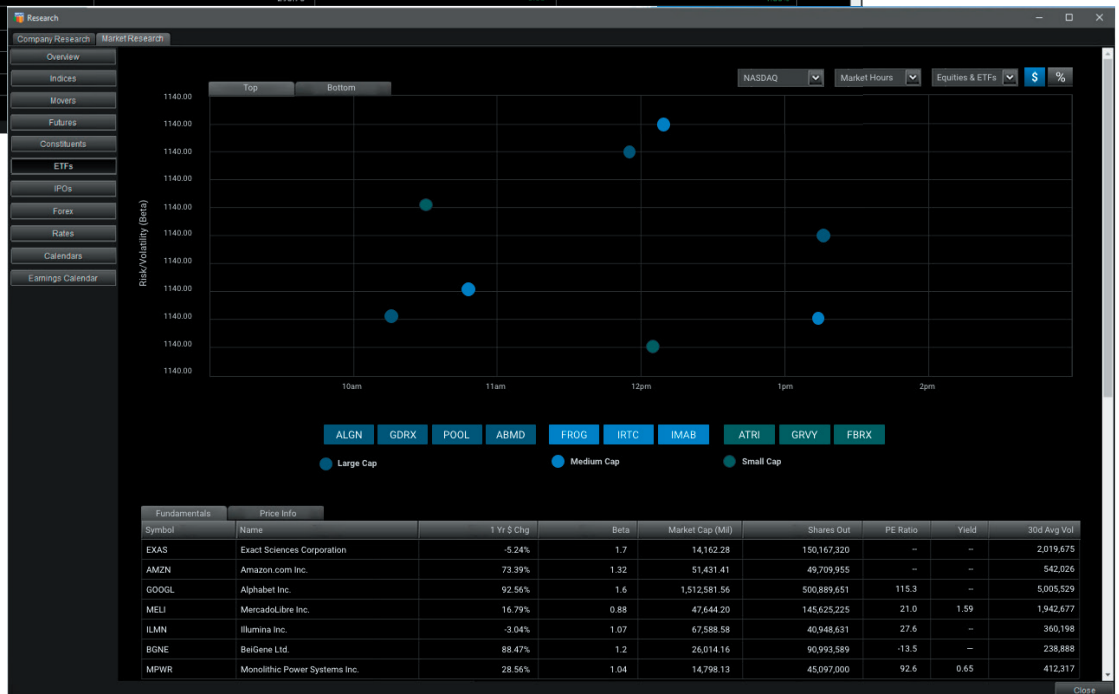 Research
Company Research Market Research
Overview
Indices
Movers
Futures
Constituents
ETFs
IPOs
Forex
Rates
Calendars
Earnings Calendar
NASDAQ Market Hours Equities & ETFs $ %
Top Bottom
Risk/Volatility (Beta)
1140.00
1140.00
1140.00
1140.00
1140.00
1140.00
1140.00
1140.00
1140.00
1140.00
1140.00
10am 11am 12pm 1pm 2pm
ALGN GDRX POOL ABMD FROG IRTC IMAB ATRI GRVY FBRX
Large Cap Medium Cap Small Cap
Fundamentals Price Info
Symbol Name 1 Yr $ Chg Beta Market Cap (Mil) Shares Out PE Ratio Yield 30d Avg Vol
EXAS Exact Sciences Corporation -5.24% 1.7 14,162.28 150,167,320 -- -- 2,019,675
AMZN Amazon.com Inc. 73.39% 1.32 51,431.41 49,709,955 -- -- 542,026
GOOGL Alphabet Inc. 92.56% 1.6 1,512,581.56 500,889,651 115.3 -- 5,005,529
MELI MercadoLibre Inc. 16.79% 0.88 47,644.20 145,625,225 21.0 1.59 1,942,677
ILMN Illumina Inc. -3.04% 1.07 67,588.58 40,948,631 27.6 -- 360,198
BGNE BeiGene Ltd. 88.47% 1.2 26,014.16 90,993,589 -13.5 -- 238,888
MPWR Monolithic Power Systems Inc. 28.56% 1.04 14,798.13 45,097,000 92.6 0.65 412,317
Close